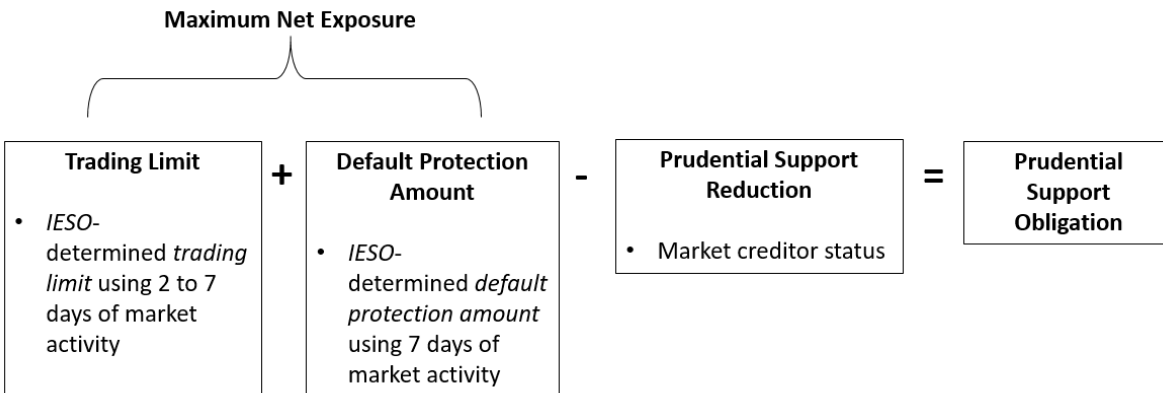 Maximum Net Exposure
Trading Limit
• IESO-
determined trading
limit using 2 to 7
days of market
activity
+
Default Protection
Amount
• IESO-
determined default
protection amount
using 7 days of
market activity
-
Prudential Support
Reduction
• Market creditor status
=
Prudential
Support
Obligation